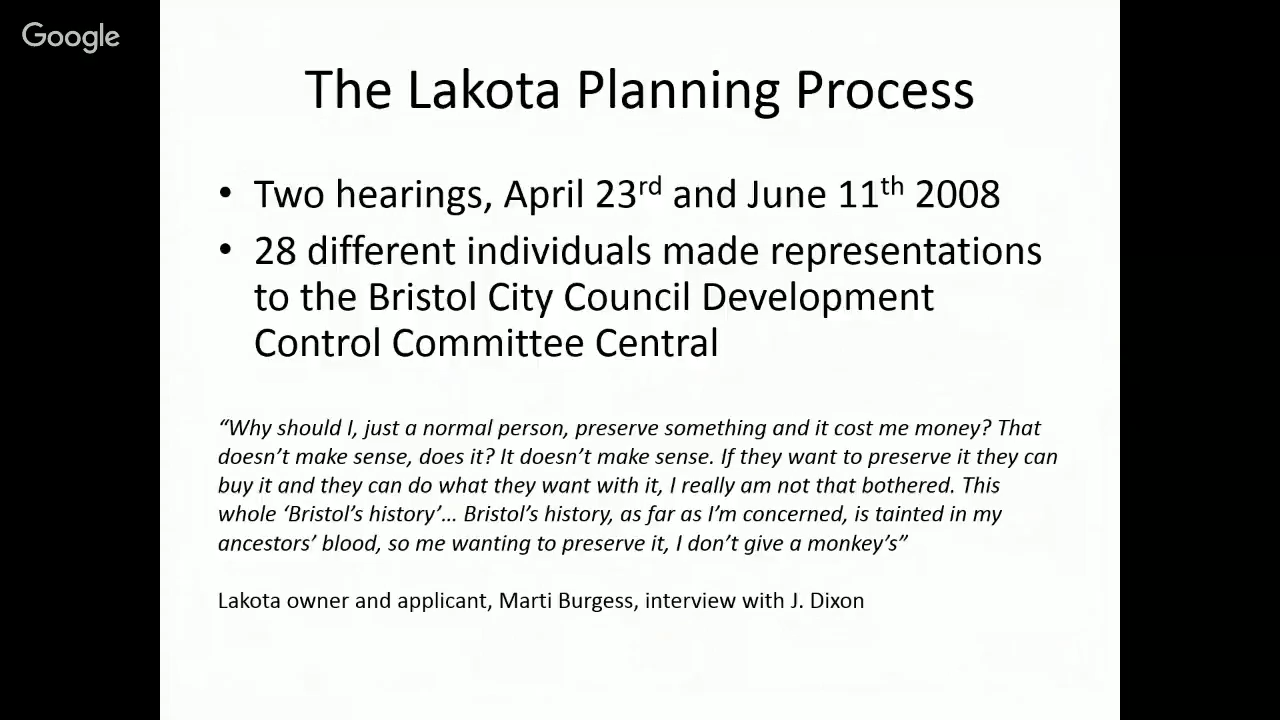 Google
The Lakota Planning Process
• Two hearings, April 23rd and June 11th 2008
• 28 different individuals made representations
to the Bristol City Council Development
Control Committee Central
“Why should I, just a normal person, preserve something and it cost me money? That
doesn’t make sense, does it? It doesn’t make sense. If they want to preserve it they can
buy it and they can do what they want with it, I really am not that bothered. This
whole ‘Bristol’s history’... Bristol’s history, as far as I’m concerned, is tainted in my
ancestors’ blood, so me wanting to preserve it, I don’t give a monkey’s”
Lakota owner and applicant, Marti Burgess, interview with J. Dixon